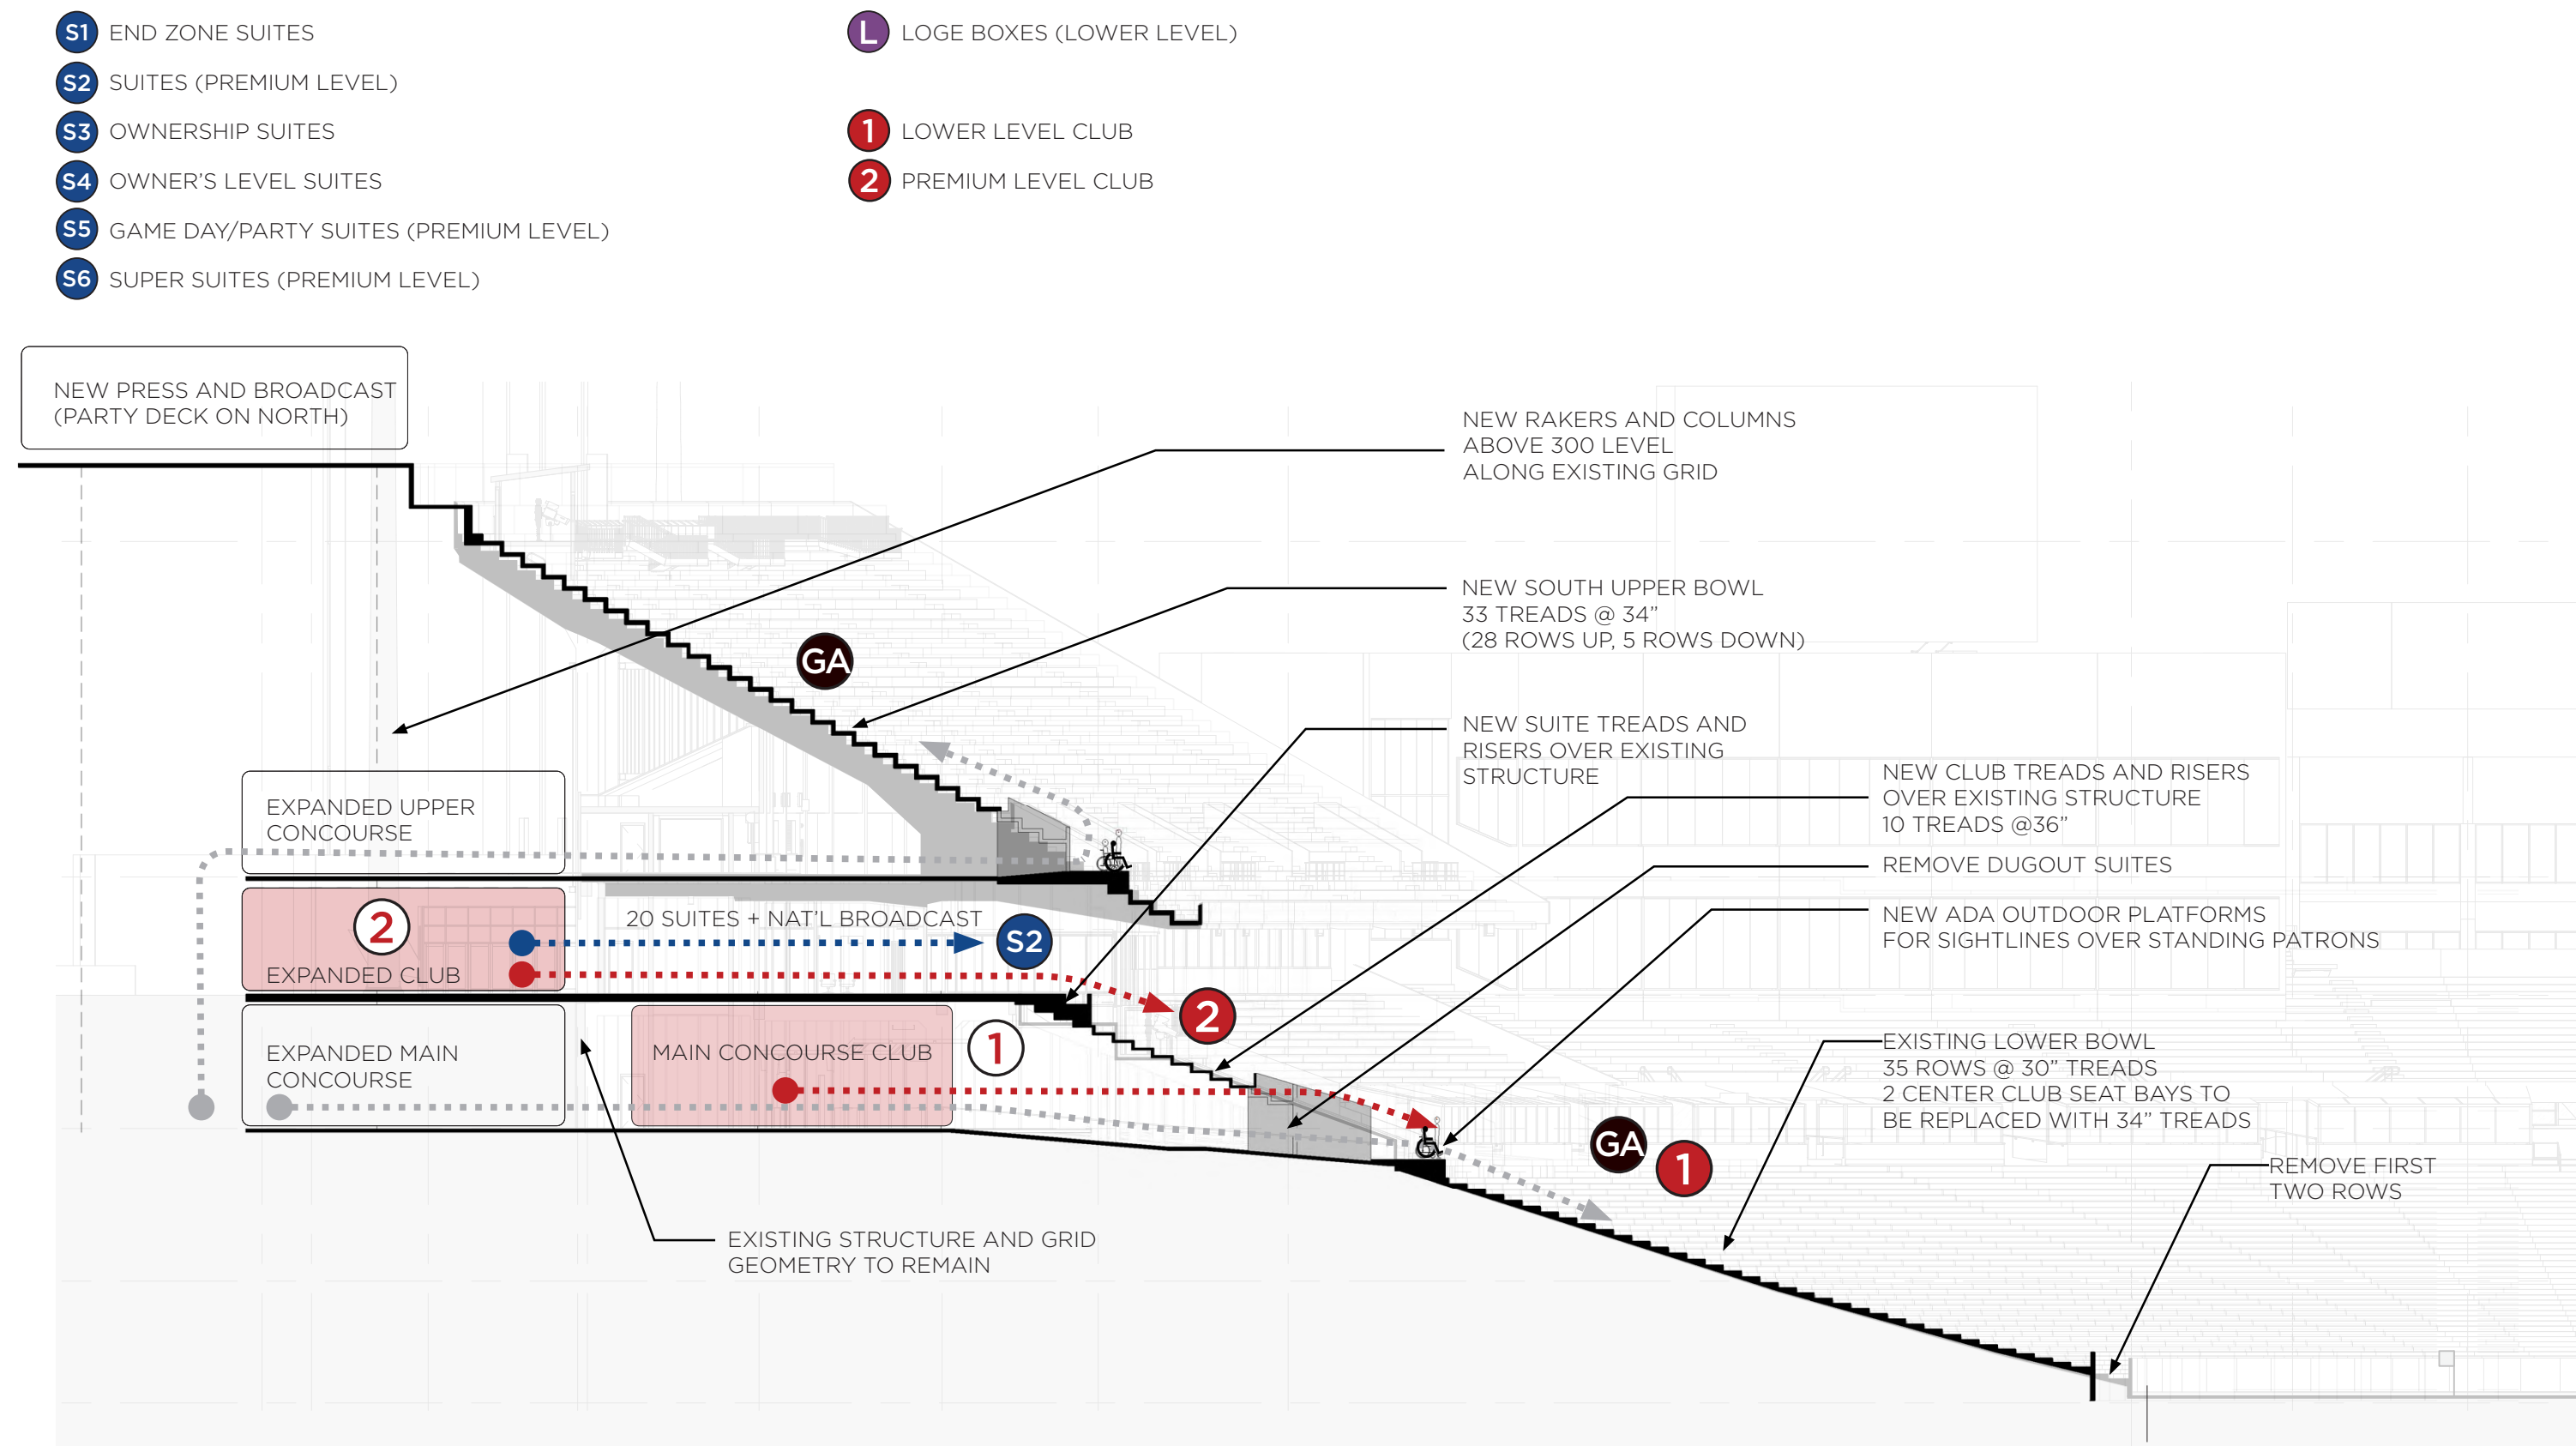 S1 END ZONE SUITES
S2 SUITES (PREMIUM LEVEL)
S3 OWNERSHIP SUITES
S4 OWNER'S LEVEL SUITES
S5 GAME DAY/PARTY SUITES (PREMIUM LEVEL)
S6 SUPER SUITES (PREMIUM LEVEL)
L LOGE BOXES (LOWER LEVEL)
1 LOWER LEVEL CLUB
2 PREMIUM LEVEL CLUB
NEW PRESS AND BROADCAST
(PARTY DECK ON NORTH)
NEW RAKERS AND COLUMNS
ABOVE 300 LEVEL
ALONG EXISTING GRID
NEW SOUTH UPPER BOWL
33 TREADS @ 34”
(28 ROWS UP, 5 ROWS DOWN)
GA
NEW SUITE TREADS AND
RISERS OVER EXISTING
STRUCTURE
NEW CLUB TREADS AND RISERS
OVER EXISTING STRUCTURE
10 TREADS @36”
REMOVE DUGOUT SUITES
NEW ADA OUTDOOR PLATFORMS
FOR SIGHTLINES OVER STANDING PATRONS
EXPANDED UPPER
CONCOURSE
2
EXPANDED CLUB
20 SUITES + NAT'L BROADCAST
S2
2
EXPANDED MAIN
CONCOURSE
MAIN CONCOURSE CLUB
1
EXISTING LOWER BOWL
35 ROWS @ 30” TREADS
2 CENTER CLUB SEAT BAYS TO
BE REPLACED WITH 34” TREADS
GA
1
REMOVE FIRST
TWO ROWS
EXISTING STRUCTURE AND GRID
GEOMETRY TO REMAIN